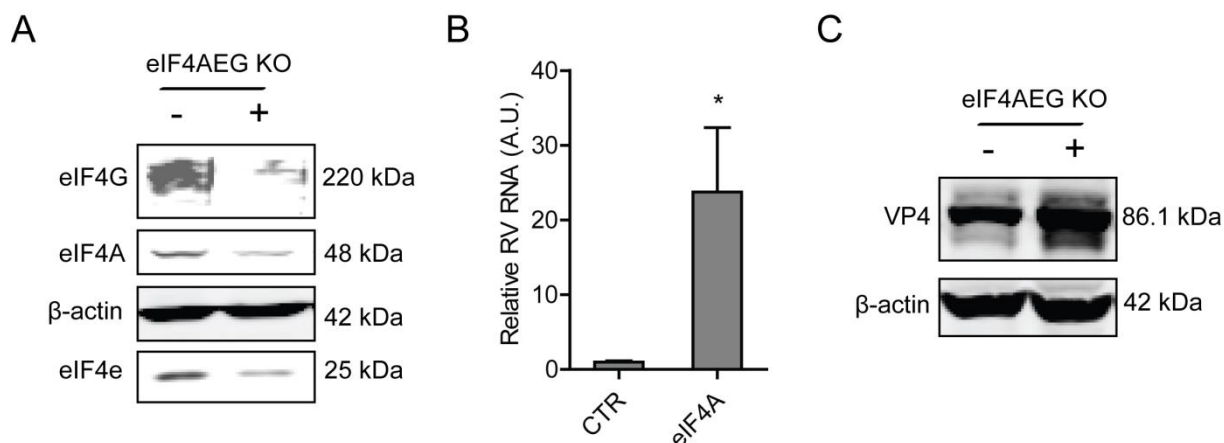 A
eIF4AEG KO
- +
eIF4G 220 kDa
eIF4A 48 kDa
β-actin 42 kDa
eIF4e 25 kDa
B
Relative RV RNA (A.U.)
40
30
20
10
0
*
CTR
eIF4A
C
eIF4AEG KO
- +
VP4 86.1 kDa
β-actin 42 kDa